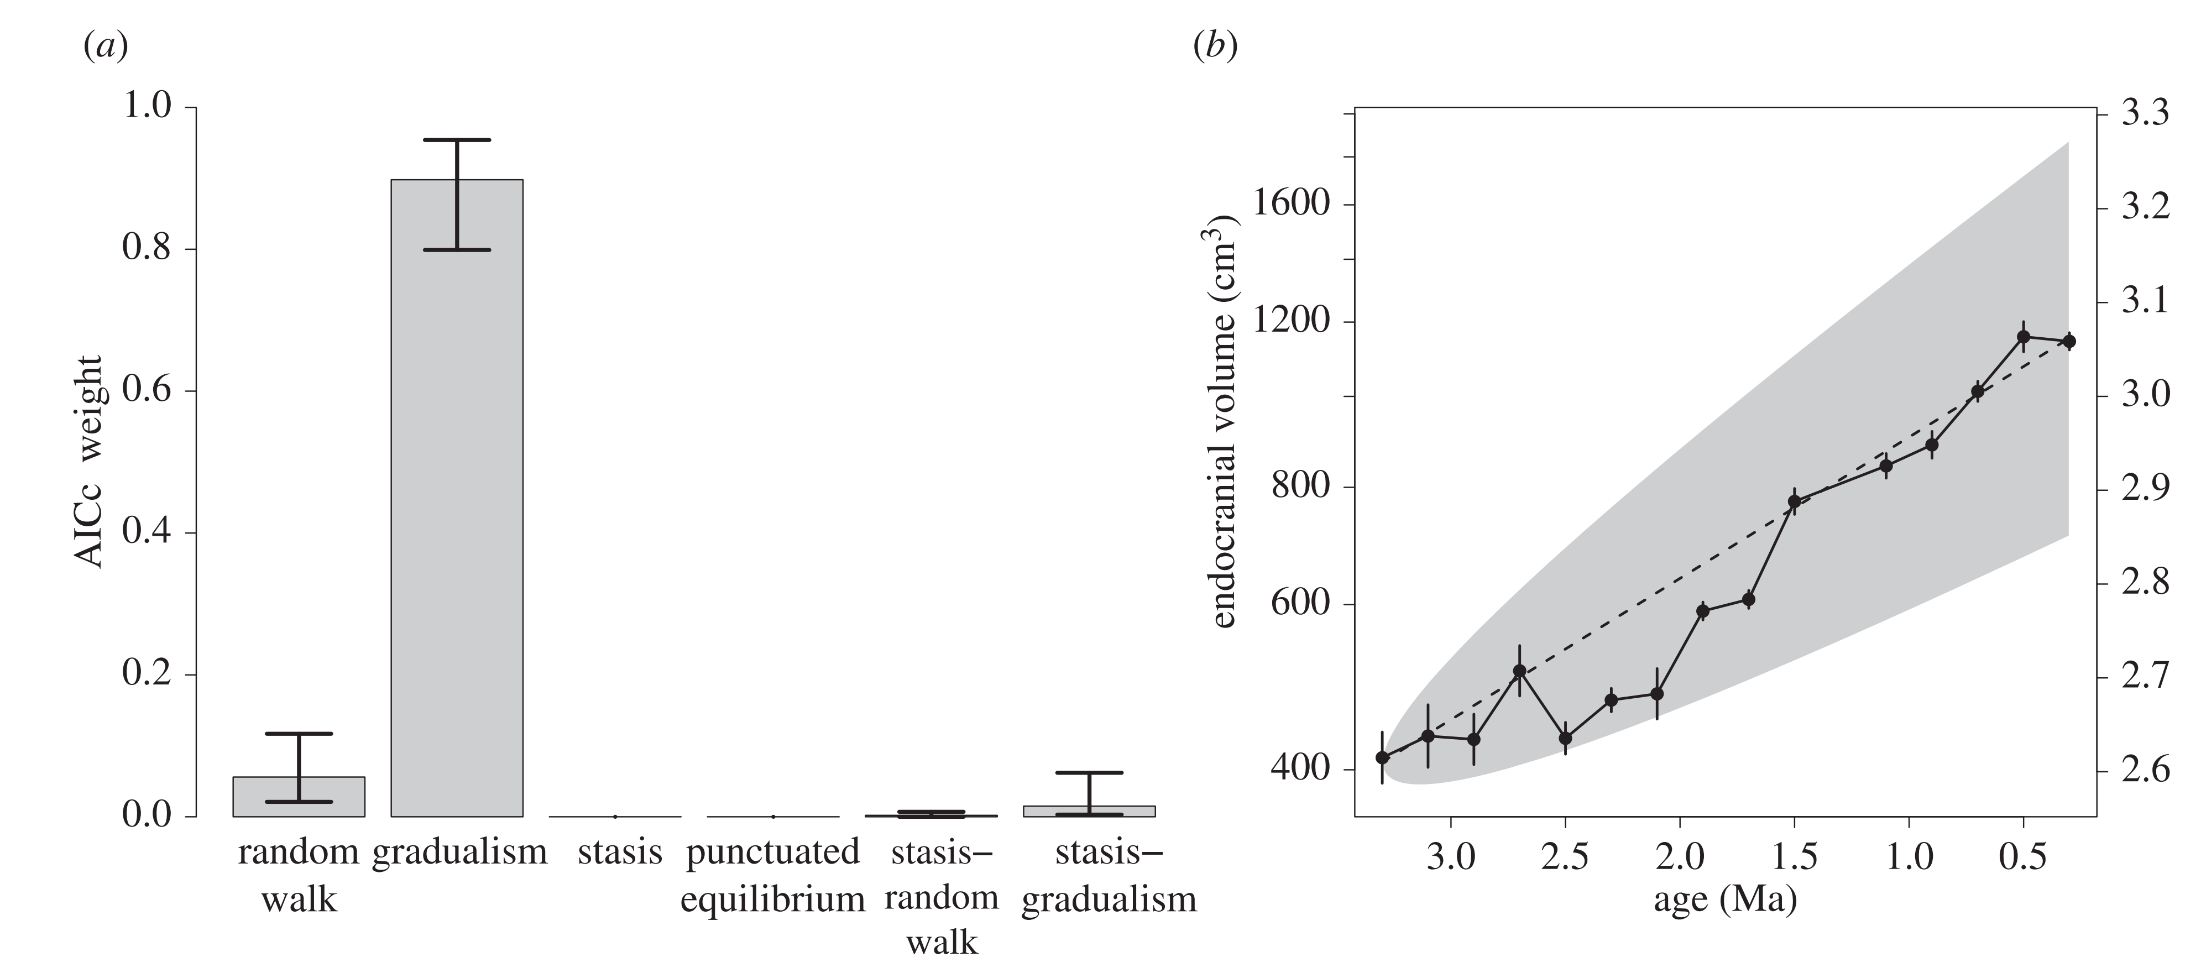 (a)
1.0
0.8
0.6
0.4
0.2
0.0
AICc weight
random
walk
gradualism
stasis
punctuated
equilibrium
stasis–
random
walk
stasis–
gradualism
(b)
1600
1200
800
600
400
endocranial volume (cm³)
3.3
3.2
3.1
3.0
2.9
2.8
2.7
2.6
3.0 2.5 2.0 1.5 1.0 0.5
age (Ma)